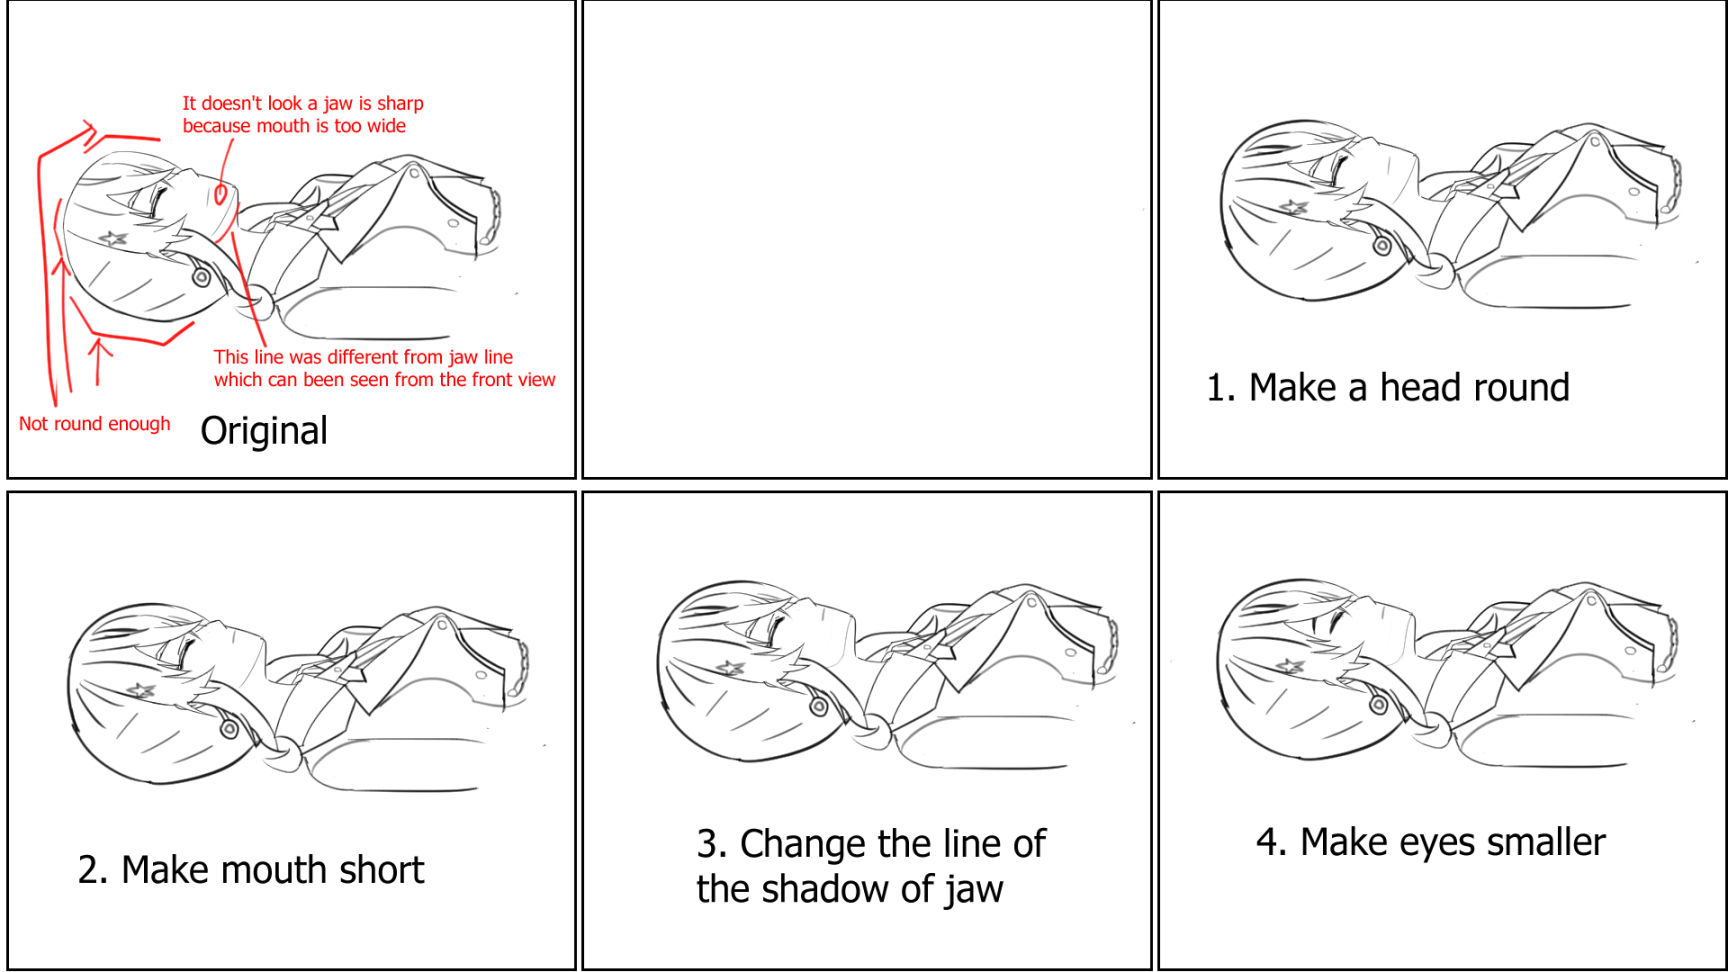 It doesn't look a jaw is sharp
because mouth is too wide
This line was different from jaw line
which can been seen from the front view
Not round enough
Original
1. Make a head round
2. Make mouth short
3. Change the line of
the shadow of jaw
4. Make eyes smaller